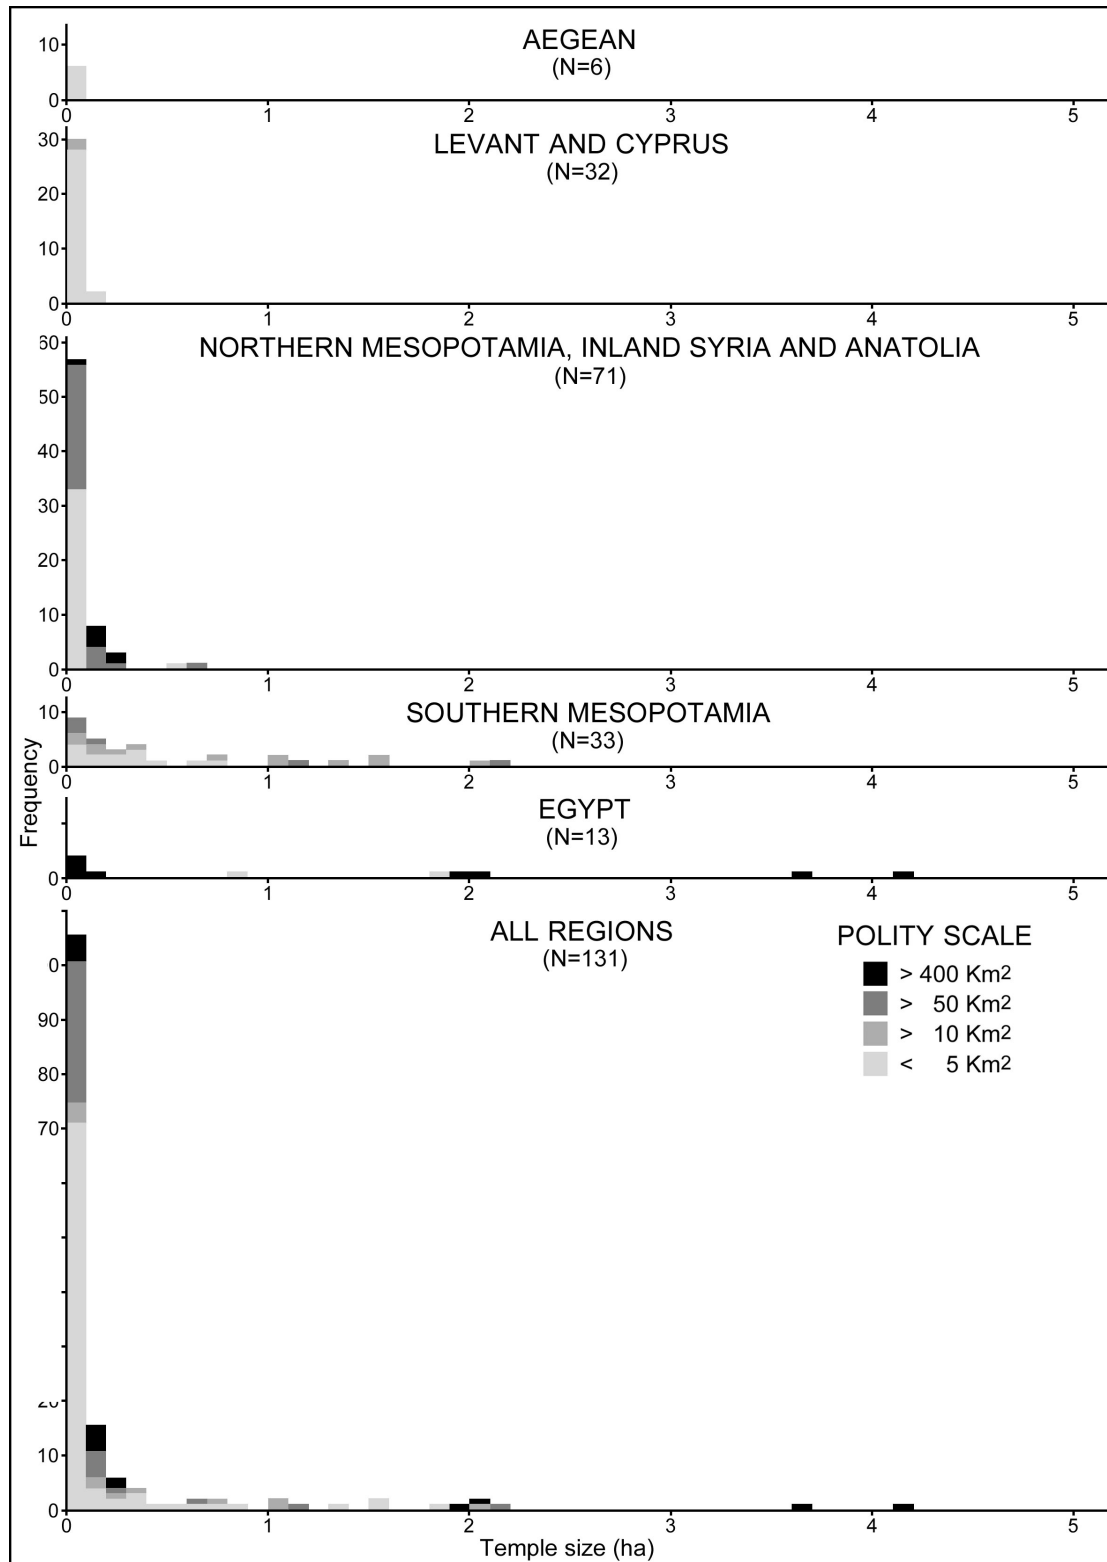 AEGEAN
(N=6)
10
0
0 1 2 3 4 5
LEVANT AND CYPRUS
(N=32)
30
20
10
0
0 1 2 3 4 5
NORTHERN MESOPOTAMIA, INLAND SYRIA AND ANATOLIA
(N=71)
60
50
40
30
20
10
0
0 1 2 3 4 5
SOUTHERN MESOPOTAMIA
(N=33)
10
0
0 1 2 3 4 5
Frequency
EGYPT
(N=13)
0
0 1 2 3 4 5
ALL REGIONS
(N=131)
POLITY SCALE
> 400 Km2
> 50 Km2
> 10 Km2
< 5 Km2
0
90
80
70
20
10
0
0 1 2 3 4 5
Temple size (ha)